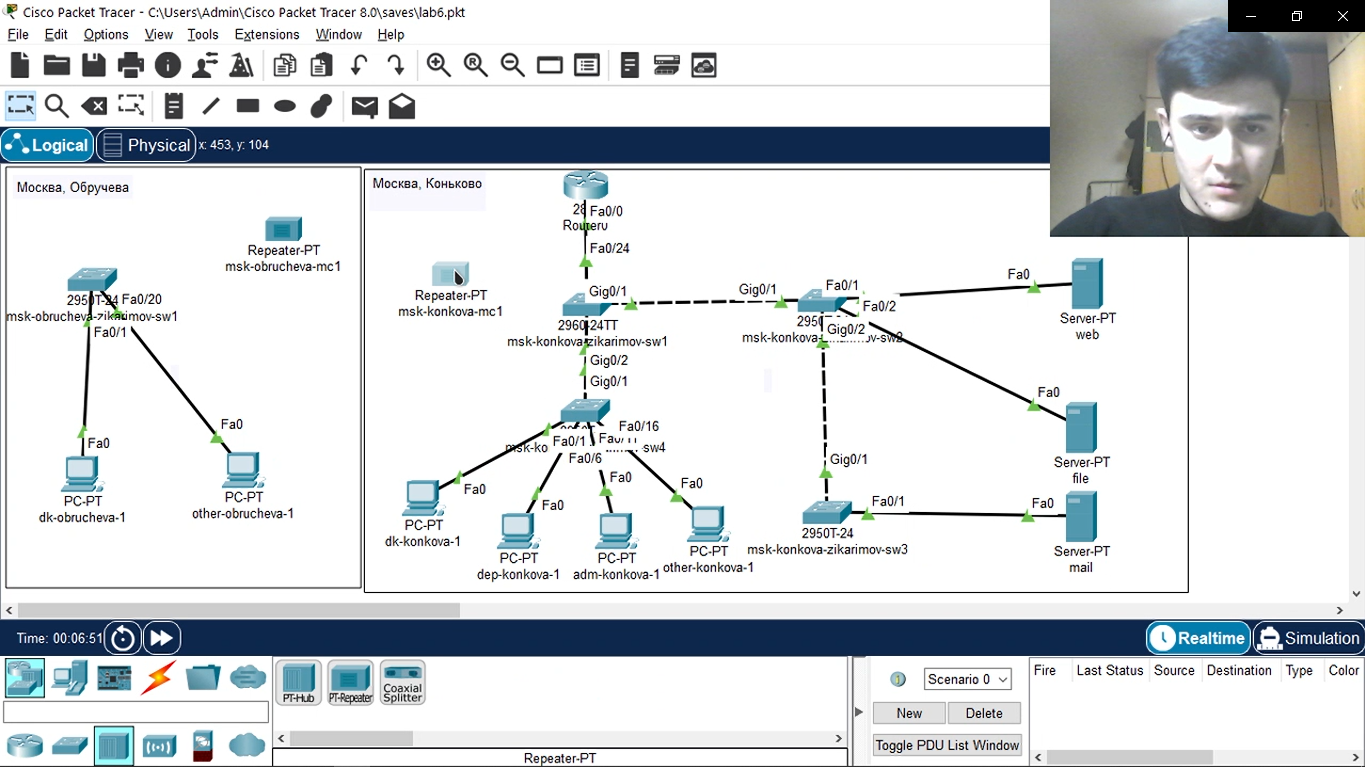 Cisco Packet Tracer - C:\Users\Admin\Cisco Packet Tracer 8.0\saves\lab6.pkt
File Edit Options View Tools Extensions Window Help
Logical Physical x: 453, y: 104
Москва, Обручева
Repeater-PT
msk-obrucheva-mc1
2950T-24
Fa0/20
msk-obrucheva-zikarimov-sw1
Fa0/1
Fa0
Fa0
PC-PT
dk-obrucheva-1
PC-PT
other-obrucheva-1
Москва, Коньково
28
Fa0/0
Router0
Fa0/24
Repeater-PT
msk-konkova-mc1
Gig0/1
2960-24TT
msk-konkova-zikarimov-sw1
Gig0/2
Gig0/1
Gig0/1
Fa0/1
Fa0/2
Gig0/2
Fa0
Server-PT
web
Fa0
Server-PT
file
Fa0/16
Fa0/1
Fa0/6
msk-ko
sw4
Fa0
Fa0
Fa0
Fa0
PC-PT
dk-konkova-1
PC-PT
dep-konkova-1
PC-PT
adm-konkova-1
PC-PT
other-konkova-1
Gig0/1
Fa0/1
2950T-24
msk-konkova-zikarimov-sw3
Fa0
Server-PT
mail
Time: 00:06:51
Realtime Simulation
PT-Hub PT-Repeater Coaxial Splitter
Repeater-PT
Scenario 0
New Delete
Toggle PDU List Window
Fire Last Status Source Destination Type Color